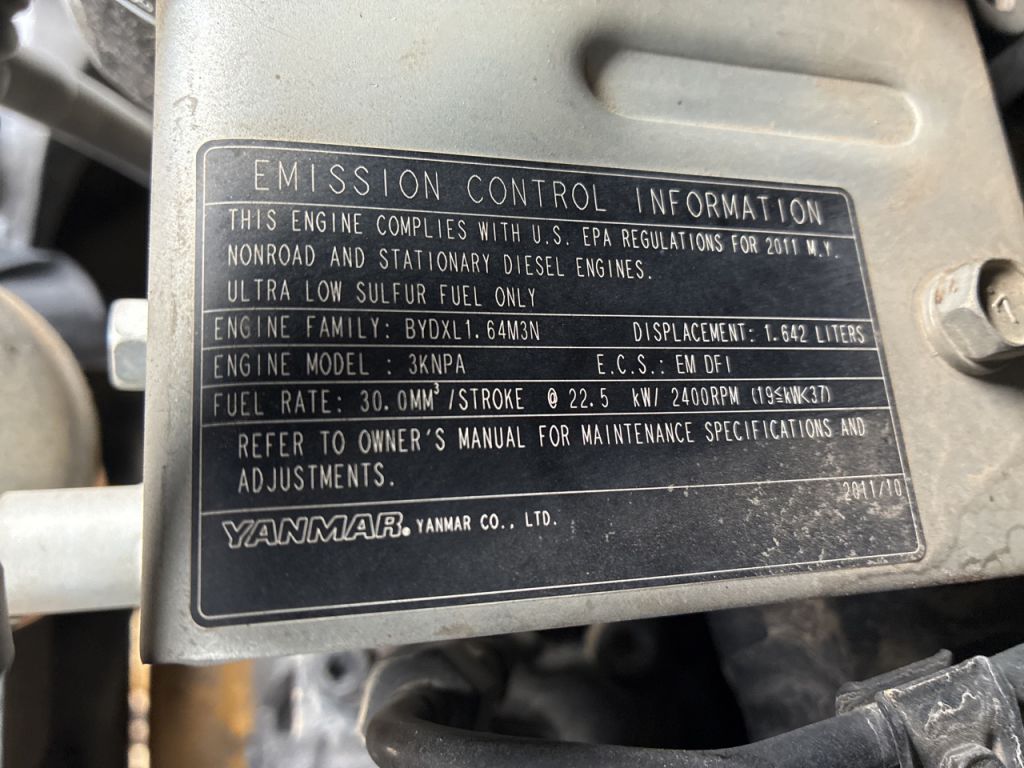 EMISSION CONTROL INFORMATION
THIS ENGINE COMPLIES WITH U.S. EPA REGULATIONS FOR 2011 M.Y.
NONROAD AND STATIONARY DIESEL ENGINES.
ULTRA LOW SULFUR FUEL ONLY
ENGINE FAMILY: BYDXL1.64M3N DISPLACEMENT: 1.642 LITERS
ENGINE MODEL : 3KNPA E.C.S.: EM DFI
FUEL RATE: 30.0MM³/STROKE @ 22.5 kW/ 2400RPM (19≦kW<37)
REFER TO OWNER'S MANUAL FOR MAINTENANCE SPECIFICATIONS AND
ADJUSTMENTS.
2011/10
YANMAR® YANMAR CO., LTD.